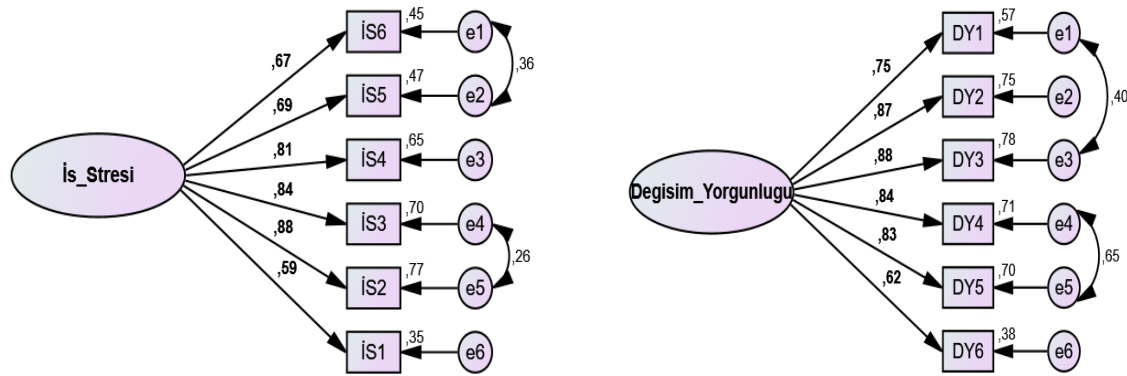 İs_Stresi
,67
,69
,81
,84
,88
,59
İS6
,45
e1
İS5
,47
e2
,36
İS4
,65
e3
İS3
,70
e4
İS2
,77
e5
,26
İS1
,35
e6
Degisim_Yorgunlugu
,75
,87
,88
,84
,83
,62
DY1
,57
e1
DY2
,75
e2
,40
DY3
,78
e3
DY4
,71
e4
DY5
,70
e5
,65
DY6
,38
e6